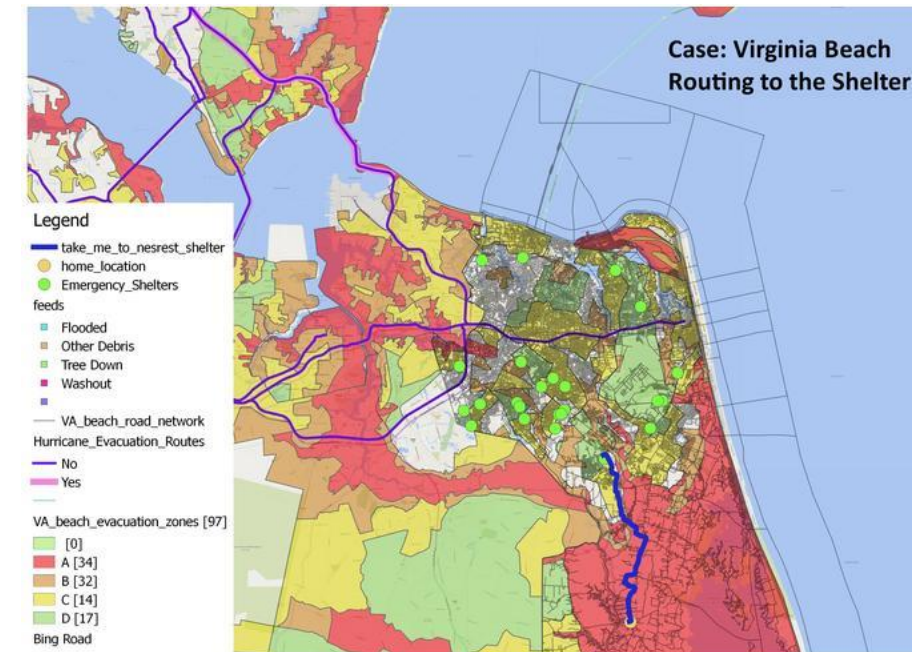 Case: Virginia Beach
Routing to the Shelter
Legend
take_me_to_nesrest_shelter
home_location
Emergency_Shelters
feeds
Flooded
Other Debris
Tree Down
Washout
VA_beach_road_network
Hurricane_Evacuation_Routes
No
Yes
VA_beach_evacuation_zones [97]
[0]
A [34]
B [32]
C [14]
D [17]
Bing Road